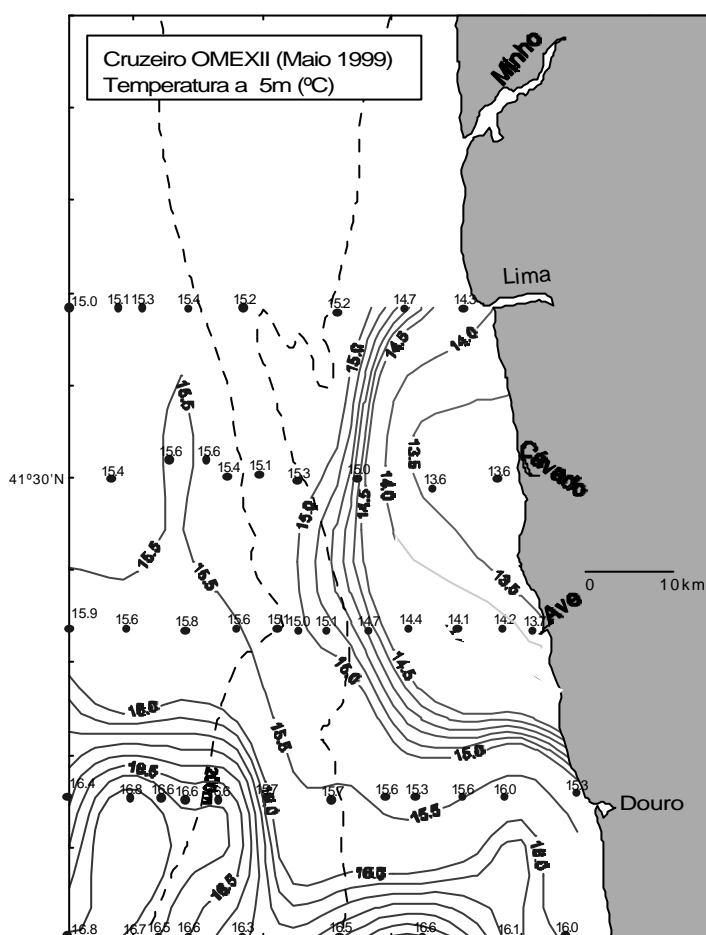 Cruzeiro OMEXII (Maio 1999)
Temperatura a 5m (ºC)
Minho
Lima
15.0 15.1 15.3 15.4 15.2 15.2 14.7 14.3
15.0 14.5 14.0
15.5
Cávado
15.6 15.6
41°30'N
15.4 15.4 15.1 15.3 15.0 13.6 13.6
13.5
14.0
14.5
15.0
15.5 15.5
13.5
0 10km
Ave
15.9 15.6 15.8 15.6 15.1 15.0 15.1 14.7 14.4 14.1 14.2 13.7
15.0 14.5
15.5
15.0
16.5
200m
16.4 16.8 16.6 16.6 16.6 15.7 15.6 15.3 15.6 16.0 15.3
16.0
15.5
Douro
16.5
16.8 16.7 16.5 16.6 16.3 16.5 16.6 16.1 16.0